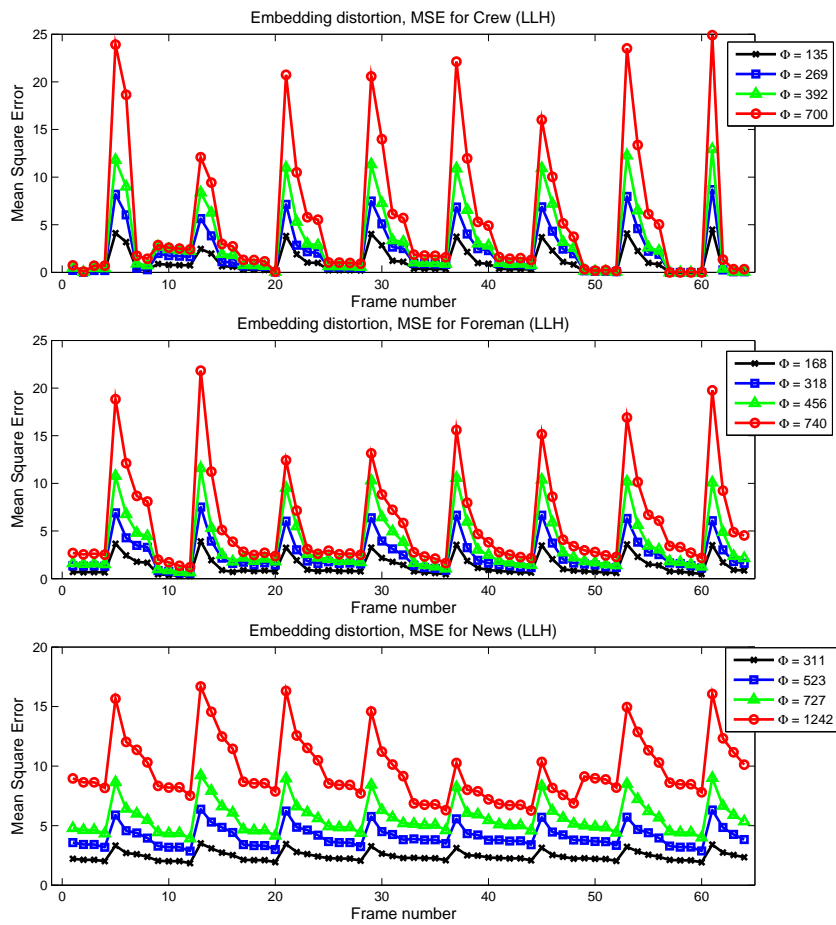 Embedding distortion, MSE for Crew (LLH)
25
20
15
10
5
0
Mean Square Error
0 10 20 30 40 50 60
Frame number
Φ = 135
Φ = 269
Φ = 392
Φ = 700
Embedding distortion, MSE for Foreman (LLH)
25
20
15
10
5
0
Mean Square Error
0 10 20 30 40 50 60
Frame number
Φ = 168
Φ = 318
Φ = 456
Φ = 740
Embedding distortion, MSE for News (LLH)
20
15
10
5
0
Mean Square Error
0 10 20 30 40 50 60
Frame number
Φ = 311
Φ = 523
Φ = 727
Φ = 1242